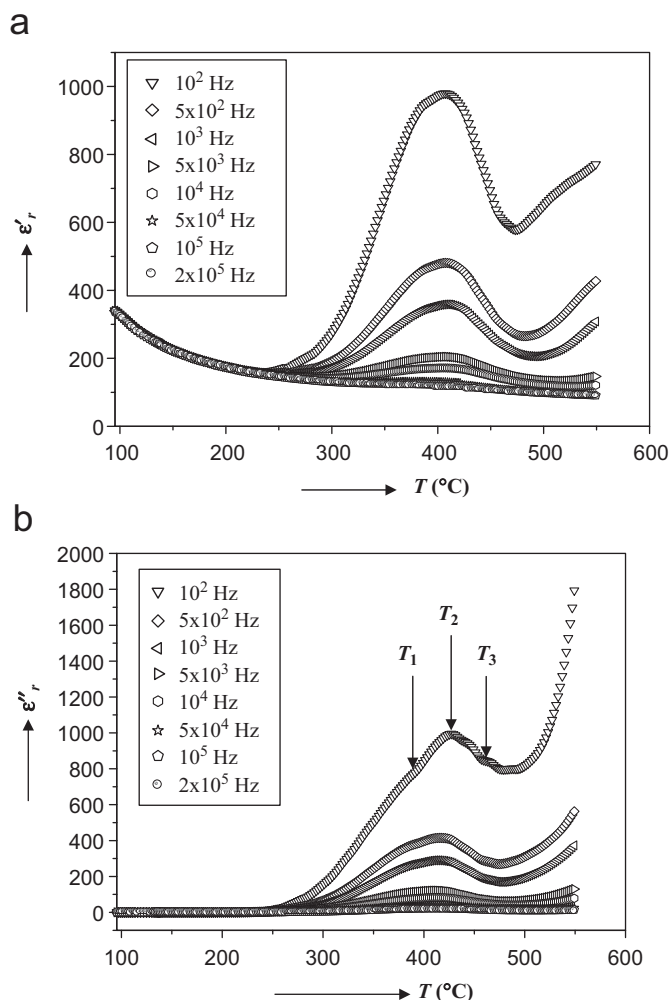 a
1000
800
600
400
200
0
ε'r
10² Hz
5x10² Hz
10³ Hz
5x10³ Hz
10⁴ Hz
5x10⁴ Hz
10⁵ Hz
2x10⁵ Hz
100 200 300 400 500 600
T (°C)
b
2000
1800
1600
1400
1200
1000
800
600
400
200
0
ε''r
10² Hz
5x10² Hz
10³ Hz
5x10³ Hz
10⁴ Hz
5x10⁴ Hz
10⁵ Hz
2x10⁵ Hz
T1
T2
T3
100 200 300 400 500 600
T (°C)